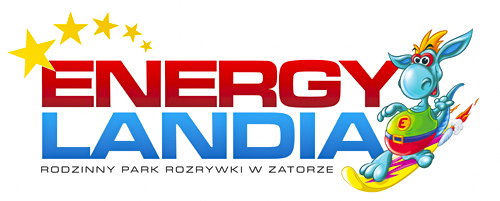 ENERGY
LANDIA
RODZINNY PARK ROZRYWKI W ZATORZE
E